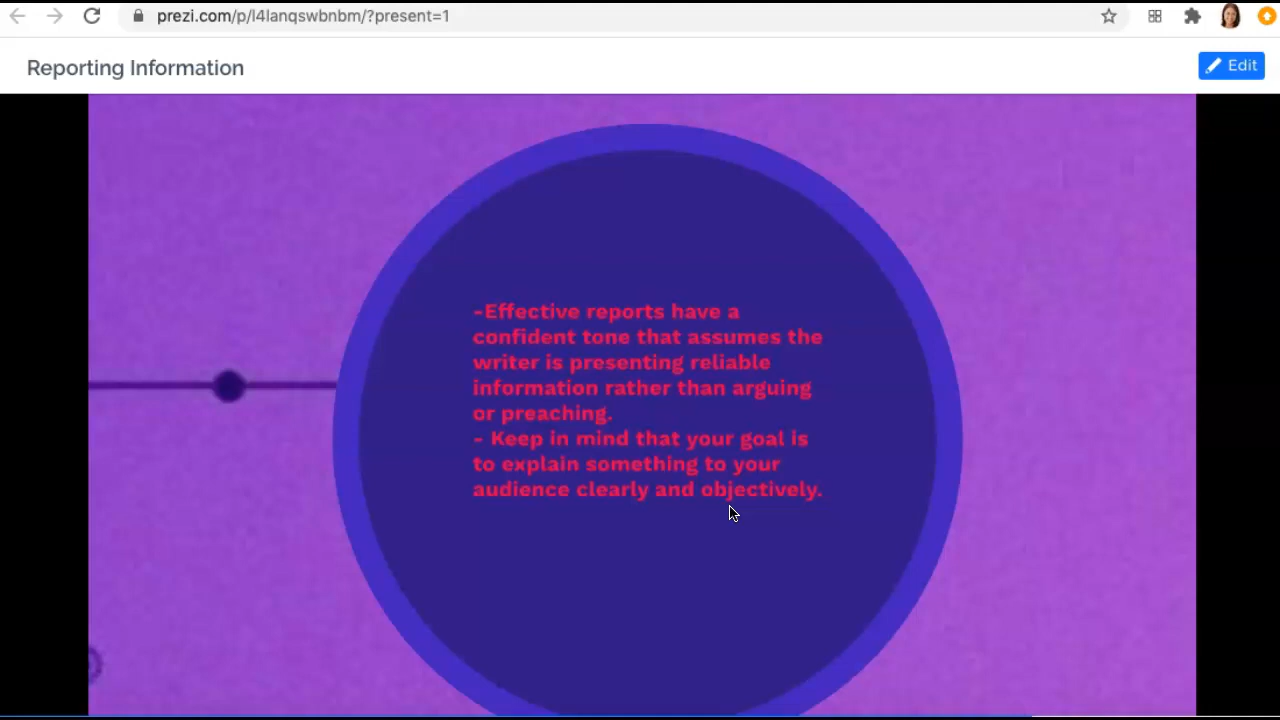 prezi.com/p/l4lanqswbnbm/?present=1
Reporting Information
Edit
-Effective reports have a
confident tone that assumes the
writer is presenting reliable
information rather than arguing
or preaching.
- Keep in mind that your goal is
to explain something to your
audience clearly and objectively.